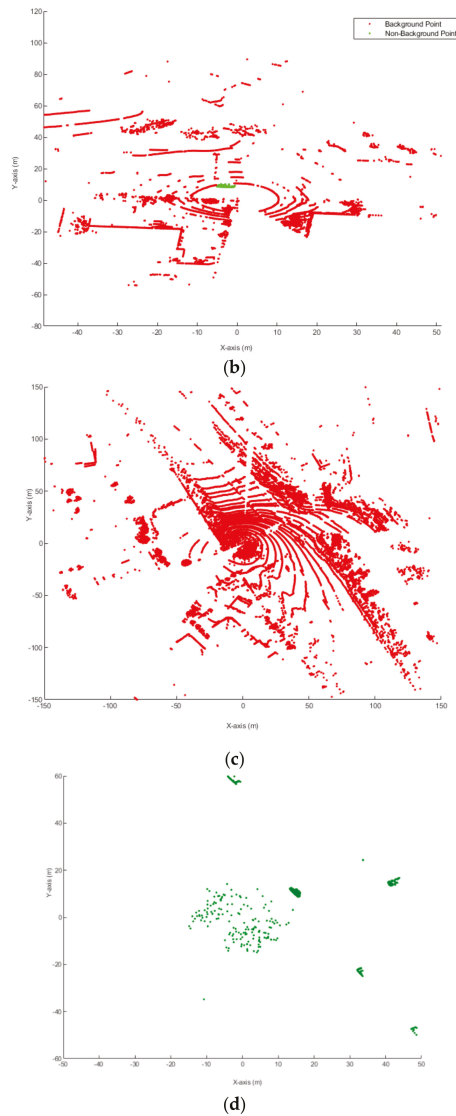 120
Background Point
Non-Background Point
100
80
60
40
20
0
-20
-40
-60
-80
Y-axis (m)
-40 -30 -20 -10 0 10 20 30 40 50
X-axis (m)
(b)
150
100
50
0
-50
-100
-150
Y-axis (m)
-150 -100 -50 0 50 100 150
X-axis (m)
(c)
60
40
20
0
-20
-40
-60
Y-axis (m)
-50 -40 -30 -20 -10 0 10 20 30 40 50
X-axis (m)
(d)